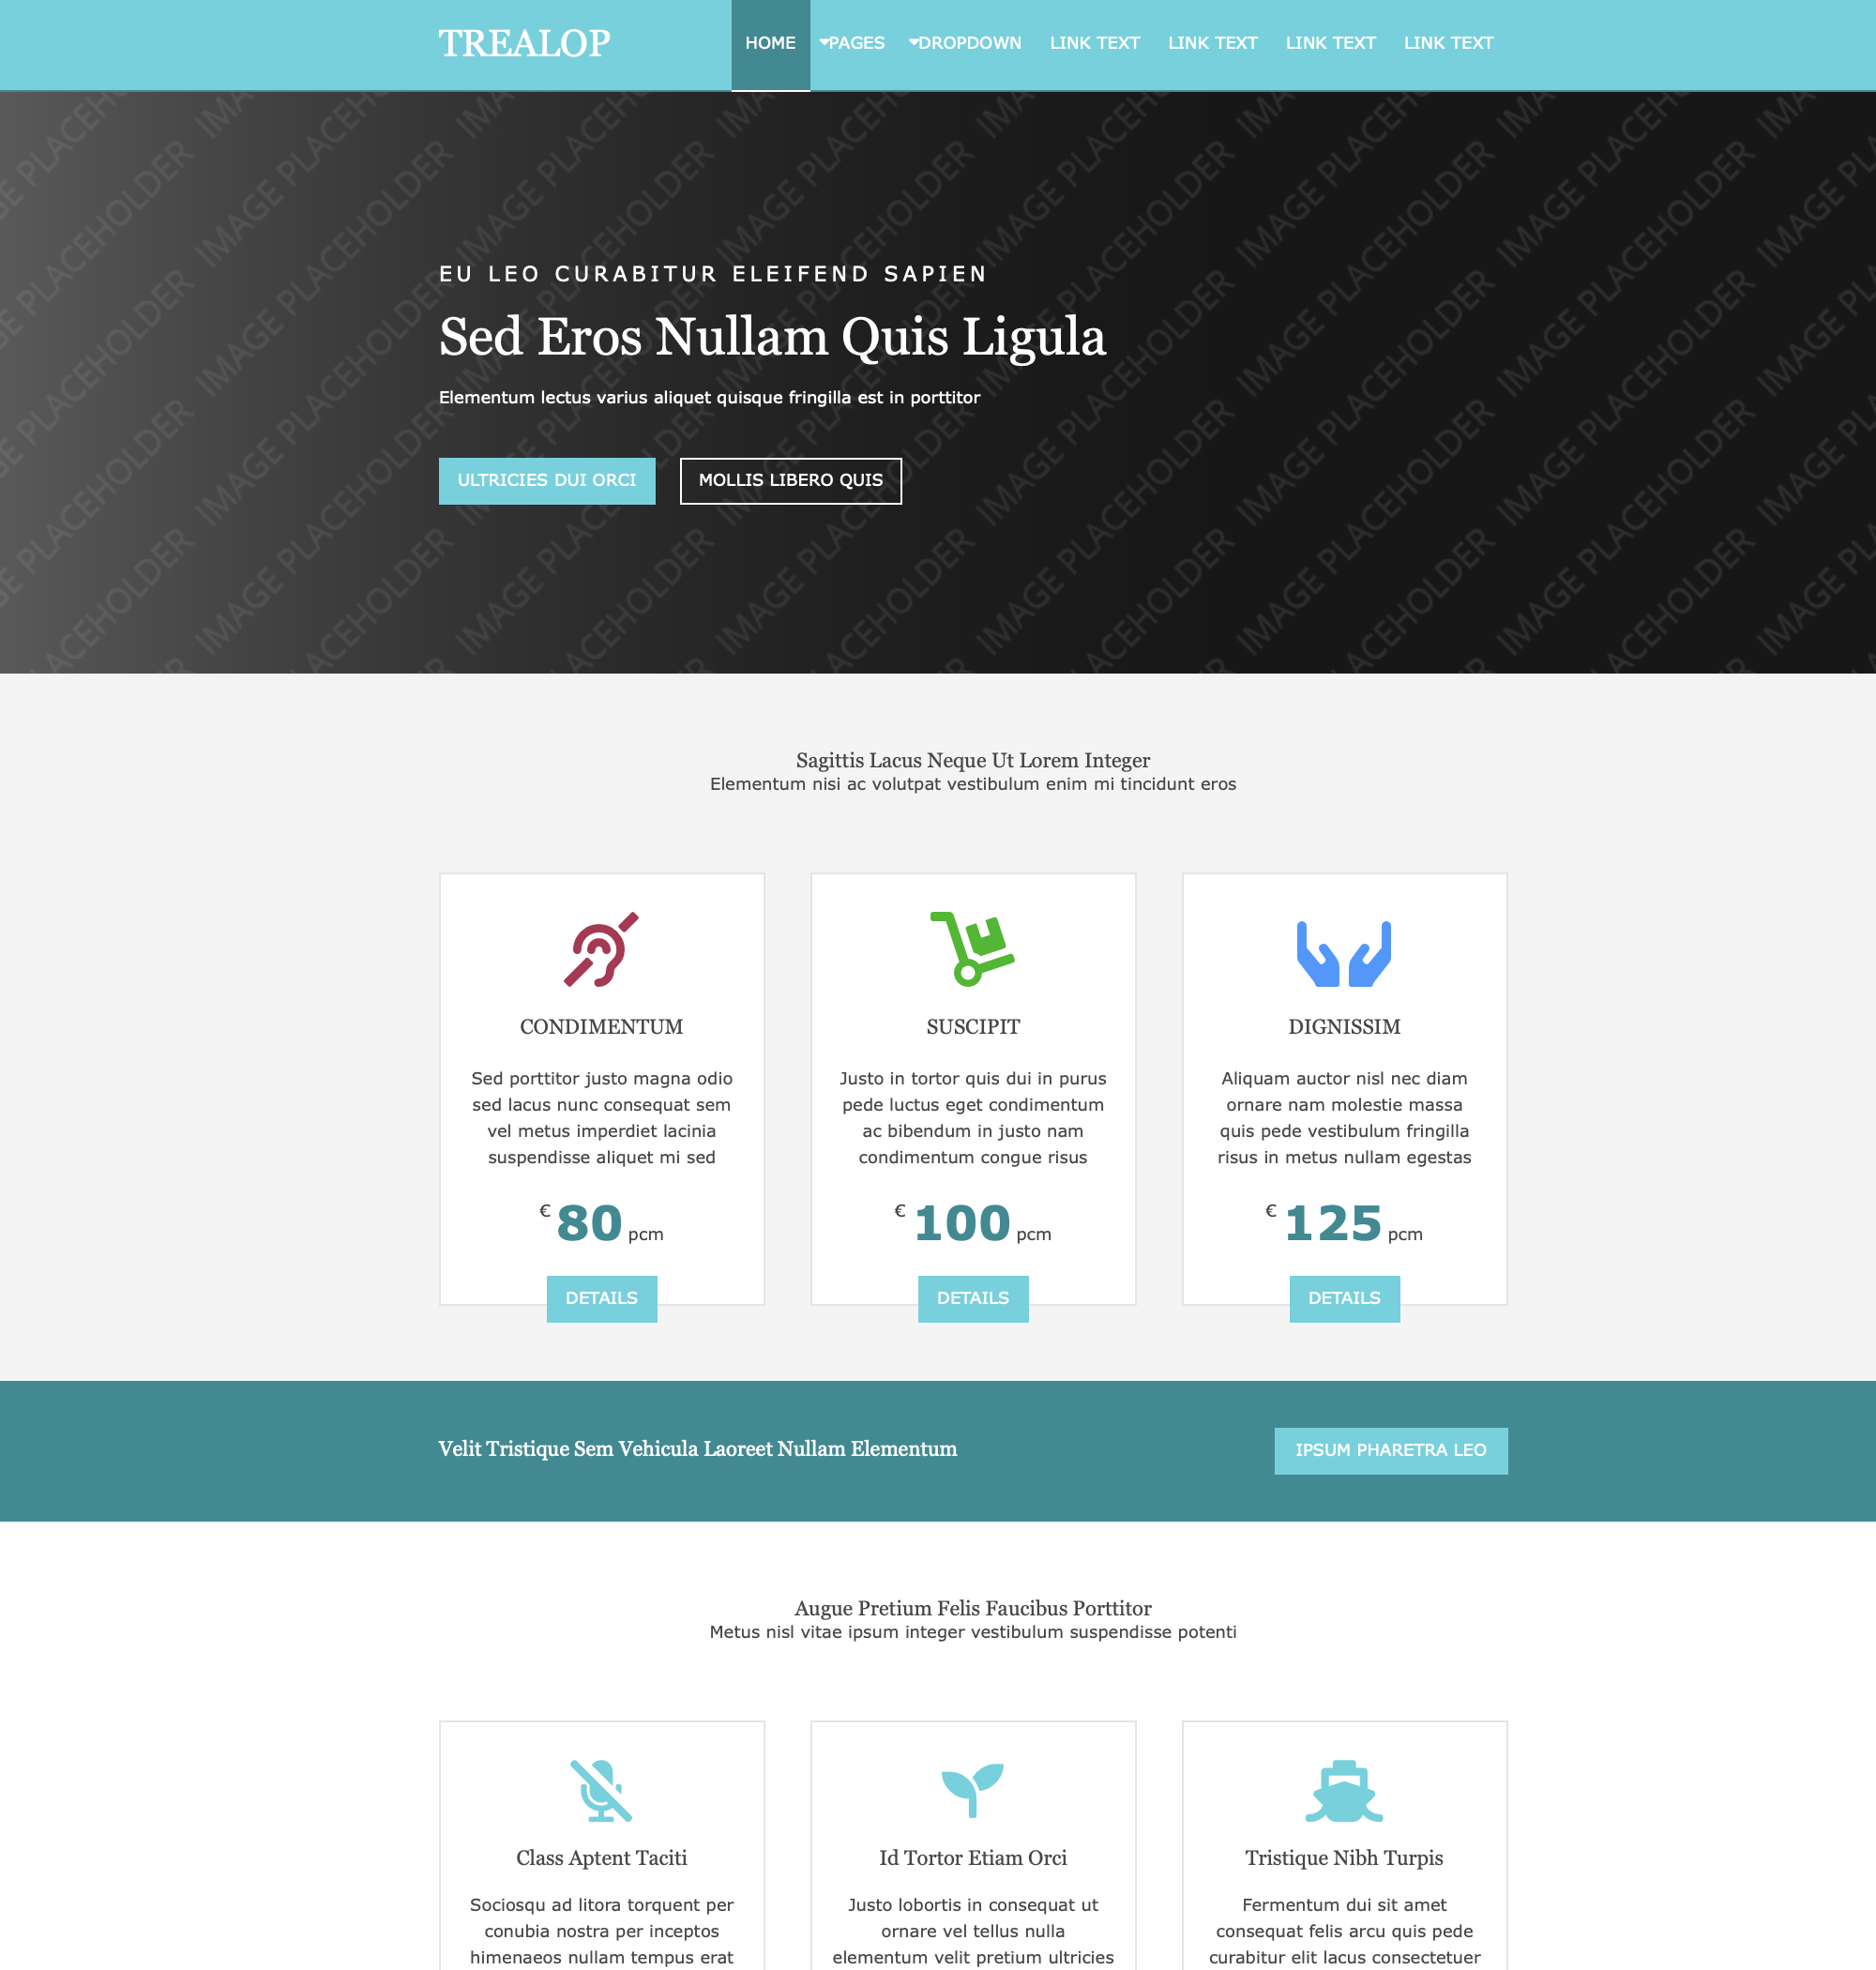 TREALOP
HOME PAGES DROPDOWN LINK TEXT LINK TEXT LINK TEXT LINK TEXT
EU LEO CURABITUR ELEIFEND SAPIEN
Sed Eros Nullam Quis Ligula
Elementum lectus varius aliquet quisque fringilla est in porttitor
ULTRICIES DUI ORCI
MOLLIS LIBERO QUIS
IMAGE PLACEHOLDER
Sagittis Lacus Neque Ut Lorem Integer
Elementum nisi ac volutpat vestibulum enim mi tincidunt eros
CONDIMENTUM
Sed porttitor justo magna odio
sed lacus nunc consequat sem
vel metus imperdiet lacinia
suspendisse aliquet mi sed
€ 80 pcm
DETAILS
SUSCIPIT
Justo in tortor quis dui in purus
pede luctus eget condimentum
ac bibendum in justo nam
condimentum congue risus
€ 100 pcm
DETAILS
DIGNISSIM
Aliquam auctor nisl nec diam
ornare nam molestie massa
quis pede vestibulum fringilla
risus in metus nullam egestas
€ 125 pcm
DETAILS
Velit Tristique Sem Vehicula Laoreet Nullam Elementum
IPSUM PHARETRA LEO
Augue Pretium Felis Faucibus Porttitor
Metus nisl vitae ipsum integer vestibulum suspendisse potenti
Class Aptent Taciti
Sociosqu ad litora torquent per
conubia nostra per inceptos
himenaeos nullam tempus erat
Id Tortor Etiam Orci
Justo lobortis in consequat ut
ornare vel tellus nulla
elementum velit pretium ultricies
Tristique Nibh Turpis
Fermentum dui sit amet
consequat felis arcu quis pede
curabitur elit lacus consectetuer